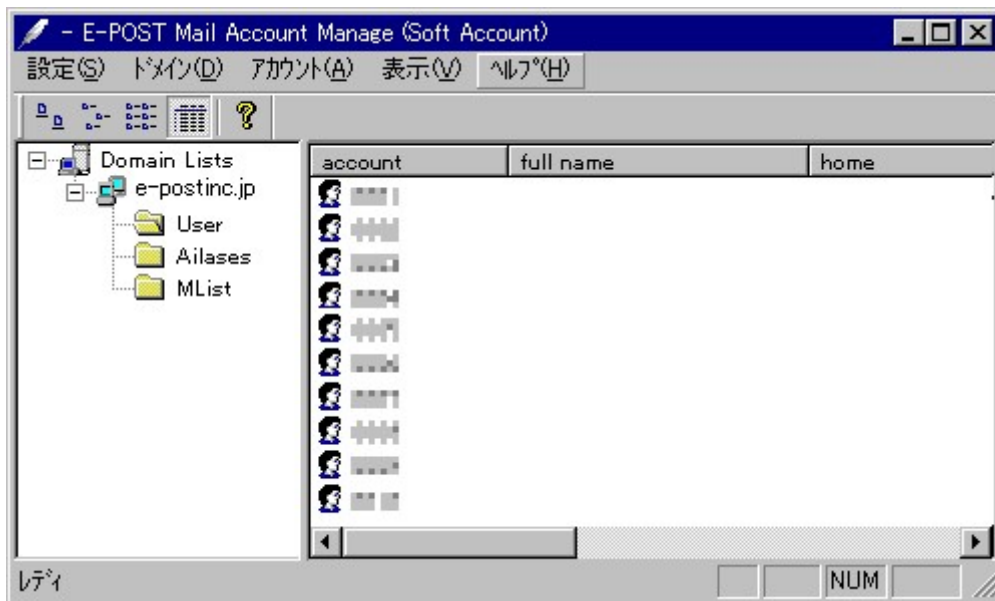 - E-POST Mail Account Manage (Soft Account)
設定(S) ﾄﾞﾒｲﾝ(D) ｱｶｳﾝﾄ(A) 表示(V) ﾍﾙﾌﾟ(H)
Domain Lists
e-postinc.jp
User
Ailases
MList
account full name home
ﾚﾃﾞｨ NUM